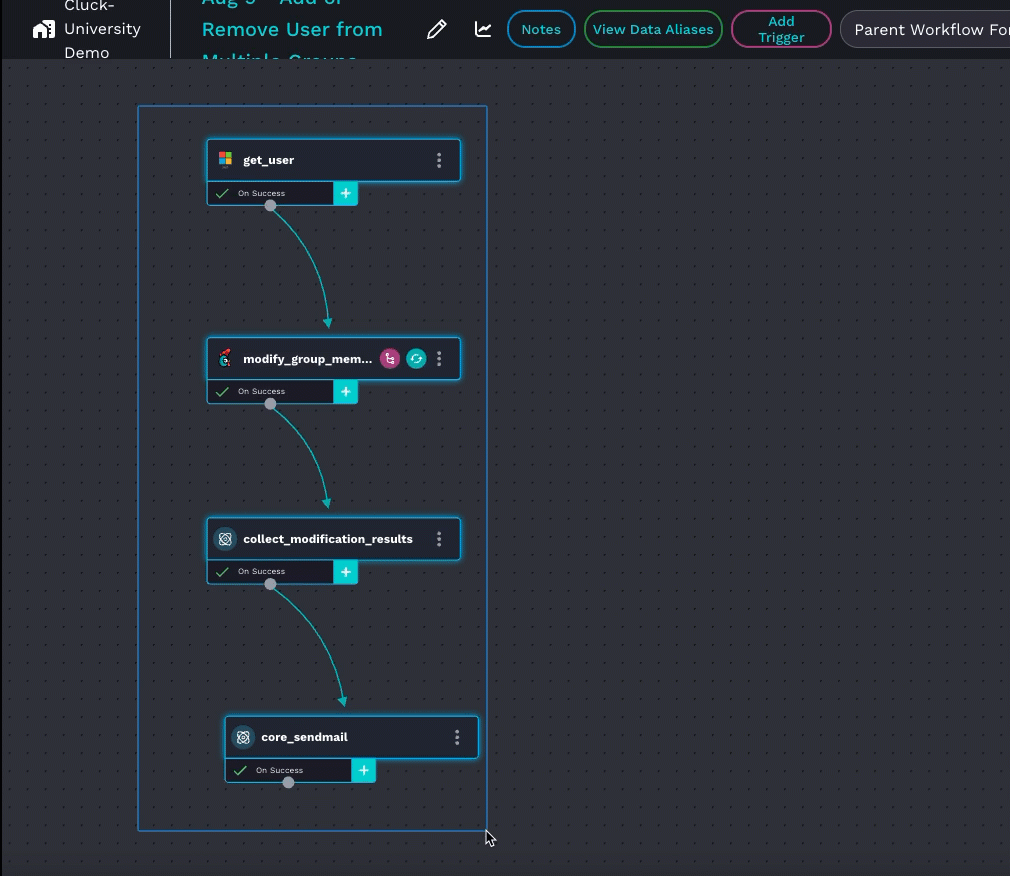 Cluck-
University
Demo
Aug 9 – Add or
Remove User from
Multiple Groups
Notes
View Data Aliases
Add
Trigger
Parent Workflow For
get_user
On Success
modify_group_mem...
On Success
collect_modification_results
On Success
core_sendmail
On Success